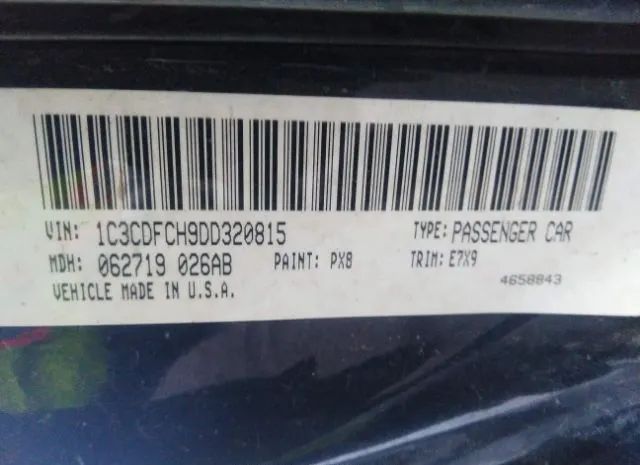 VIN: 1C3CDFCH9DD320815 TYPE: PASSENGER CAR
MDH: 062719 026AB PAINT: PX8 TRIM: E7X9
VEHICLE MADE IN U.S.A. 4658843